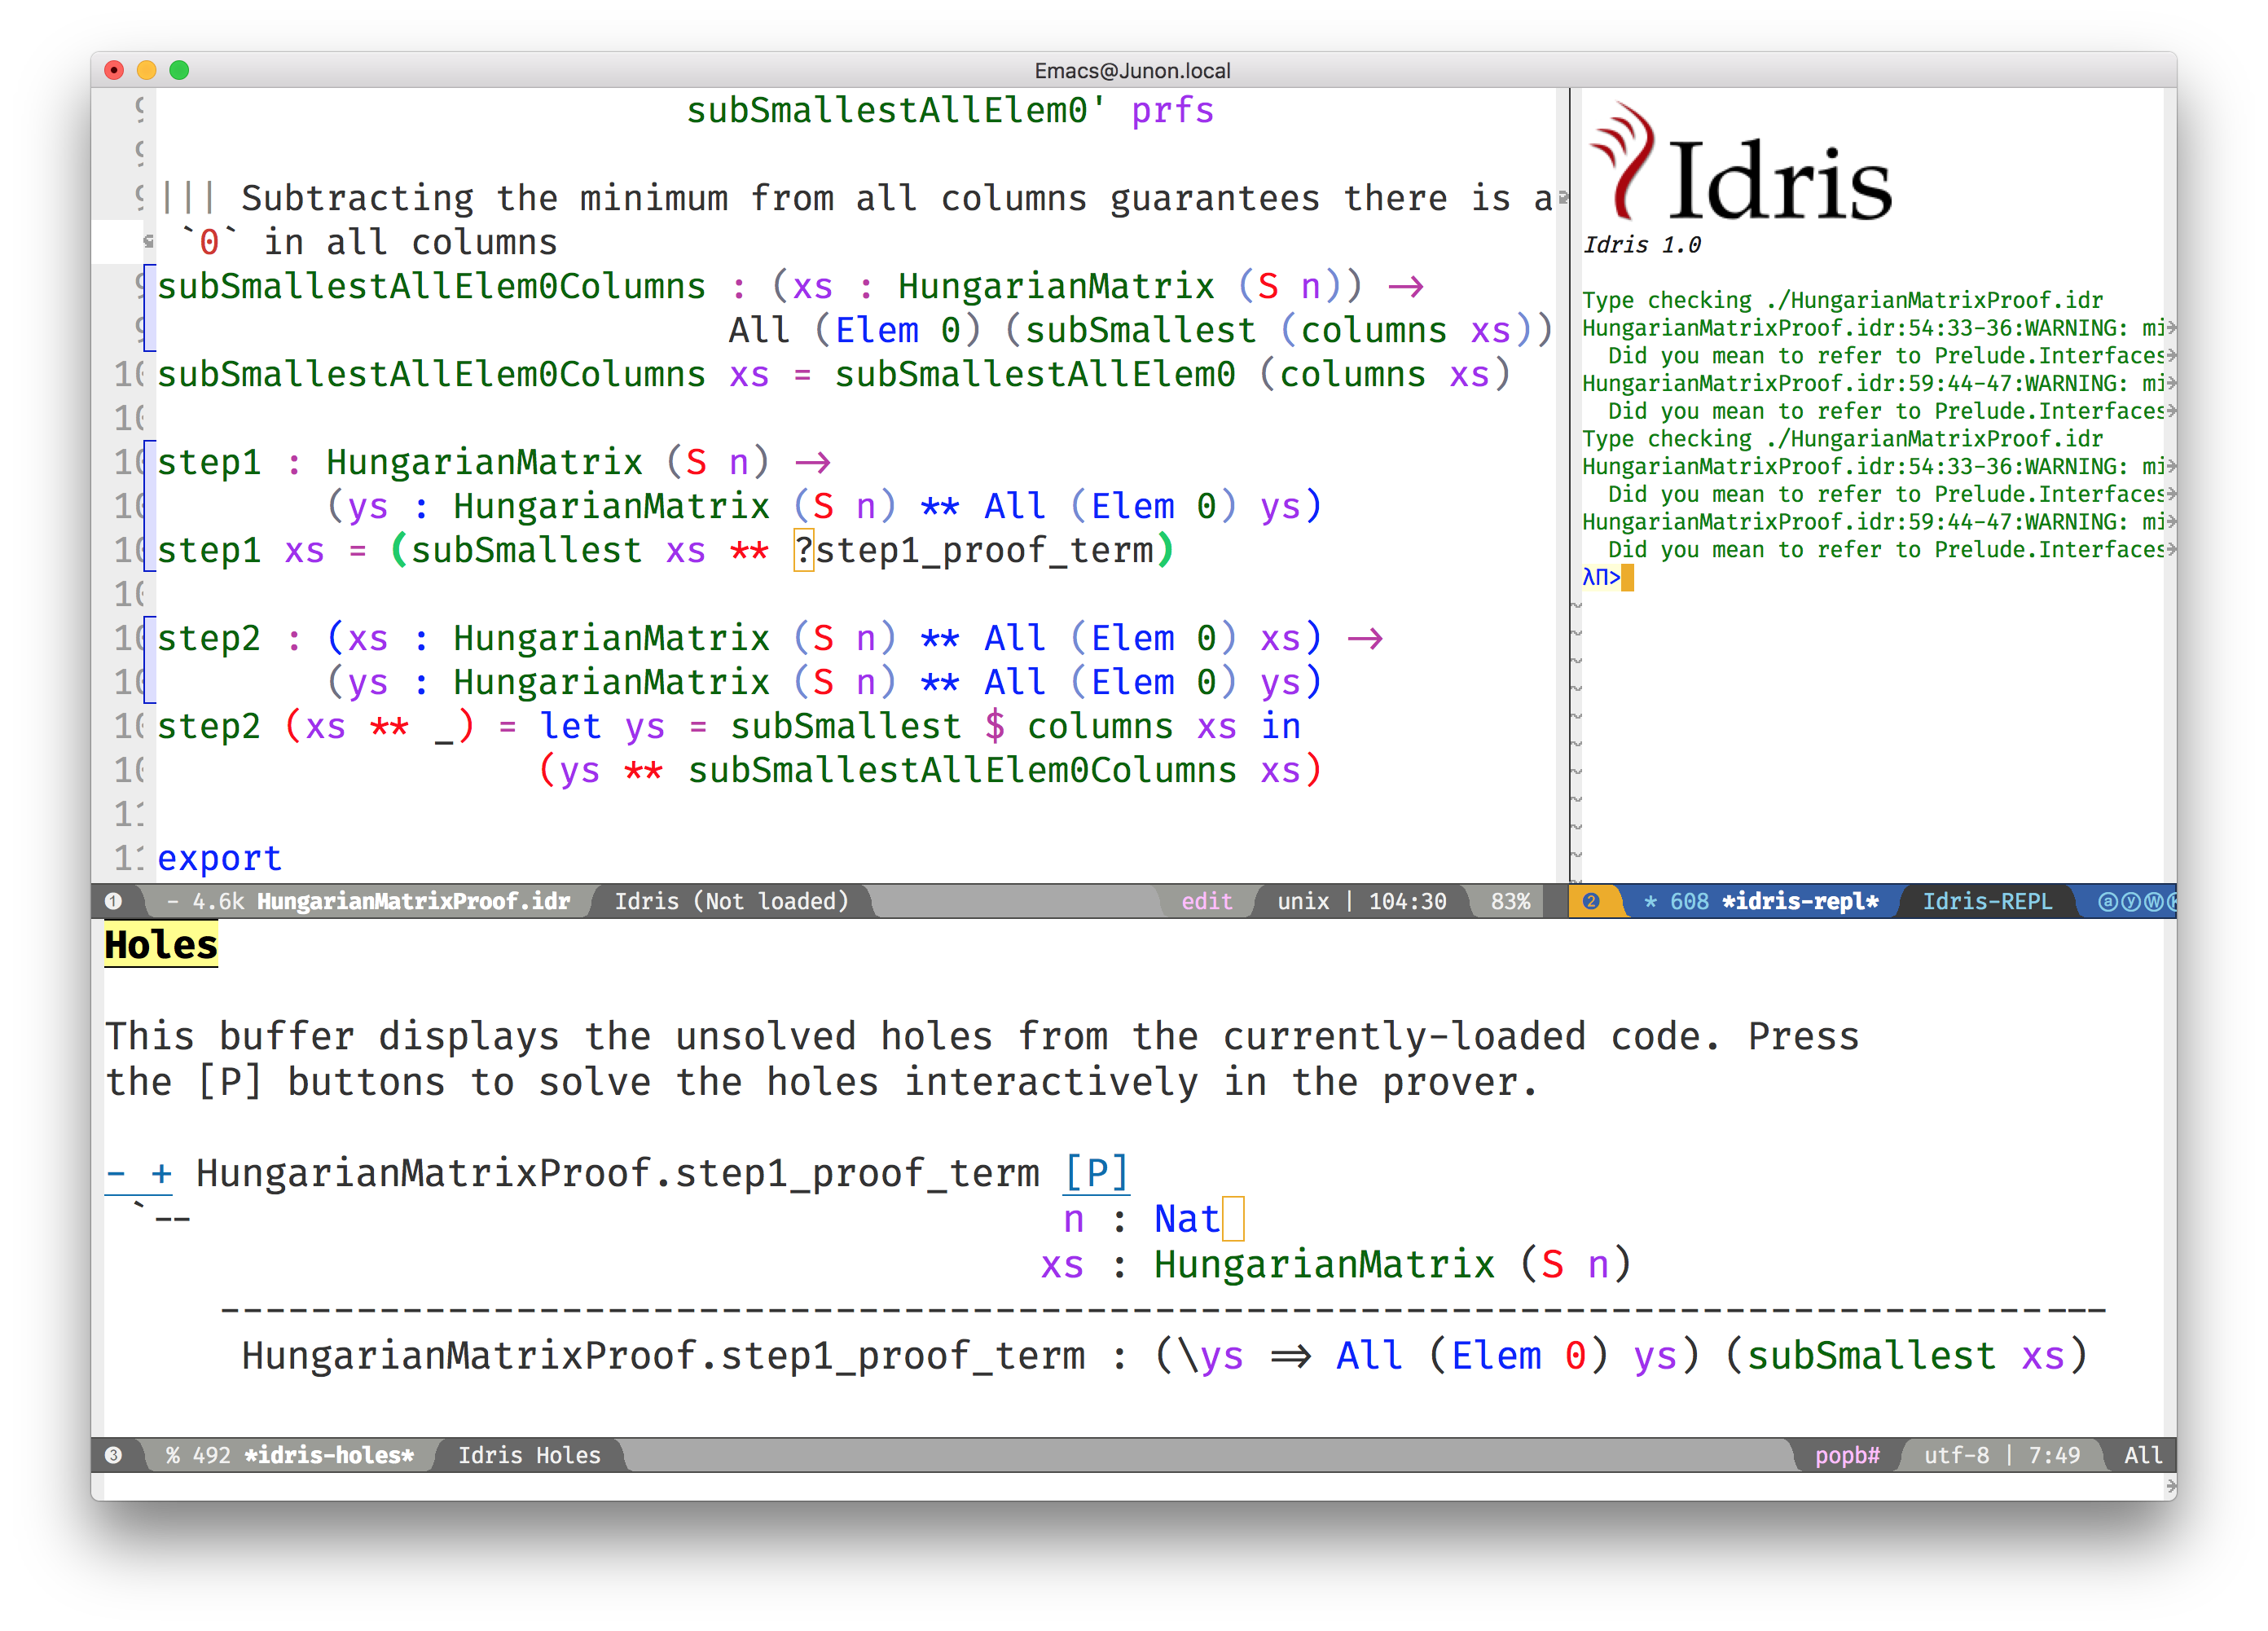 Emacs@Junon.local
subSmallestAllElem0' prfs
||| Subtracting the minimum from all columns guarantees there is a
`0` in all columns
subSmallestAllElem0Columns : (xs : HungarianMatrix (S n)) →
All (Elem 0) (subSmallest (columns xs))
subSmallestAllElem0Columns xs = subSmallestAllElem0 (columns xs)
step1 : HungarianMatrix (S n) →
(ys : HungarianMatrix (S n) ** All (Elem 0) ys)
step1 xs = (subSmallest xs ** ?step1_proof_term)
step2 : (xs : HungarianMatrix (S n) ** All (Elem 0) xs) →
(ys : HungarianMatrix (S n) ** All (Elem 0) ys)
step2 (xs ** _) = let ys = subSmallest $ columns xs in
(ys ** subSmallestAllElem0Columns xs)
export
❶ - 4.6k HungarianMatrixProof.idr Idris (Not loaded) edit unix | 104:30 83%
Idris
Idris 1.0
Type checking ./HungarianMatrixProof.idr
HungarianMatrixProof.idr:54:33-36:WARNING: mi
Did you mean to refer to Prelude.Interfaces
HungarianMatrixProof.idr:59:44-47:WARNING: mi
Did you mean to refer to Prelude.Interfaces
Type checking ./HungarianMatrixProof.idr
HungarianMatrixProof.idr:54:33-36:WARNING: mi
Did you mean to refer to Prelude.Interfaces
HungarianMatrixProof.idr:59:44-47:WARNING: mi
Did you mean to refer to Prelude.Interfaces
λΠ>
❷ * 608 *idris-repl* Idris-REPL ⓐⓨⓌⓀ
Holes
This buffer displays the unsolved holes from the currently-loaded code. Press
the [P] buttons to solve the holes interactively in the prover.
- + HungarianMatrixProof.step1_proof_term [P]
`-- n : Nat
xs : HungarianMatrix (S n)
-----------------------------------------------------------------------------------
HungarianMatrixProof.step1_proof_term : (\ys ⇒ All (Elem 0) ys) (subSmallest xs)
❸ % 492 *idris-holes* Idris Holes popb# utf-8 | 7:49 All